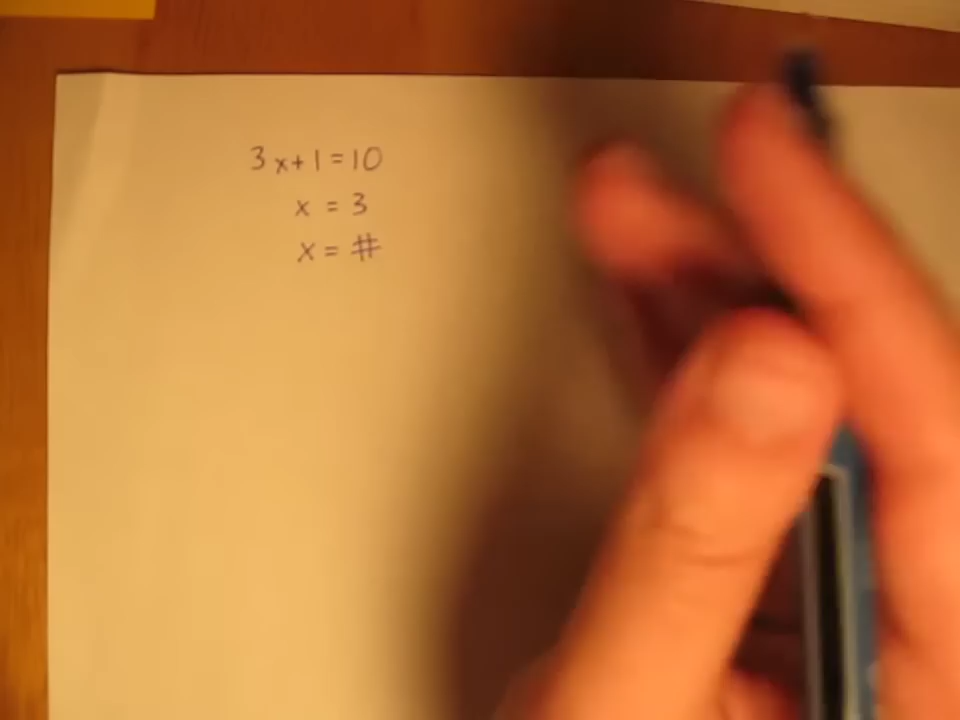 3x+1=10
x = 3
x = #